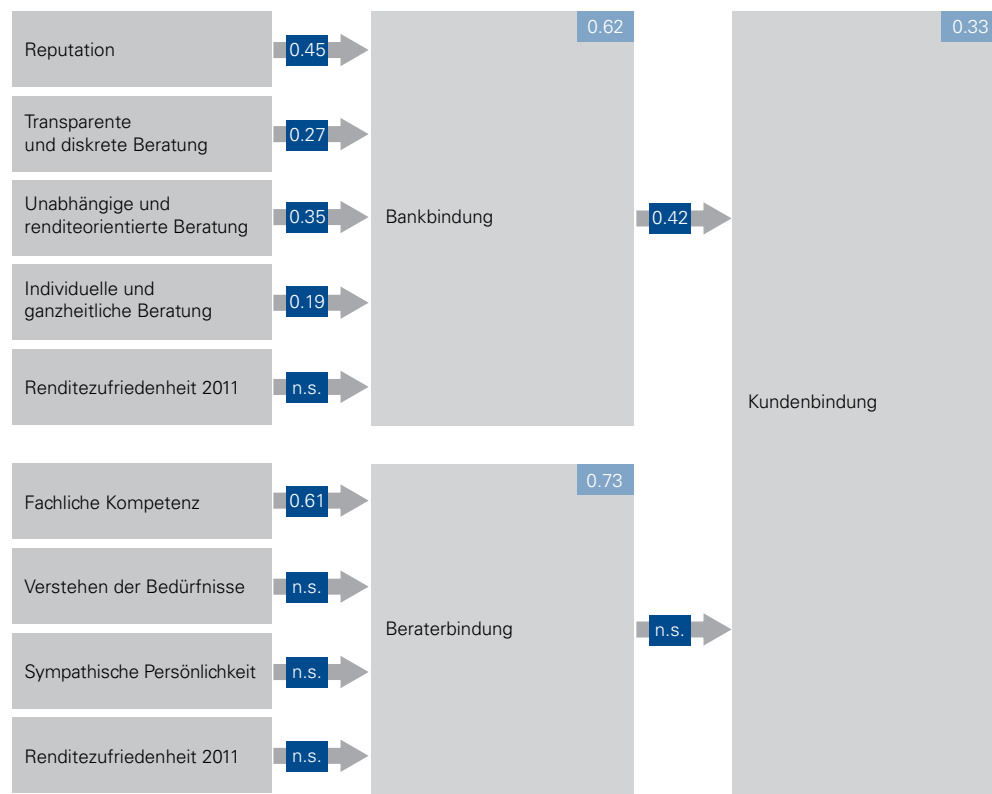 Reputation
0.45
Transparente
und diskrete Beratung
0.27
Unabhängige und
renditeorientierte Beratung
0.35
Individuelle und
ganzheitliche Beratung
0.19
Renditezufriedenheit 2011
n.s.
0.62
Bankbindung
0.42
Fachliche Kompetenz
0.61
Verstehen der Bedürfnisse
n.s.
Sympathische Persönlichkeit
n.s.
Renditezufriedenheit 2011
n.s.
0.73
Beraterbindung
n.s.
0.33
Kundenbindung